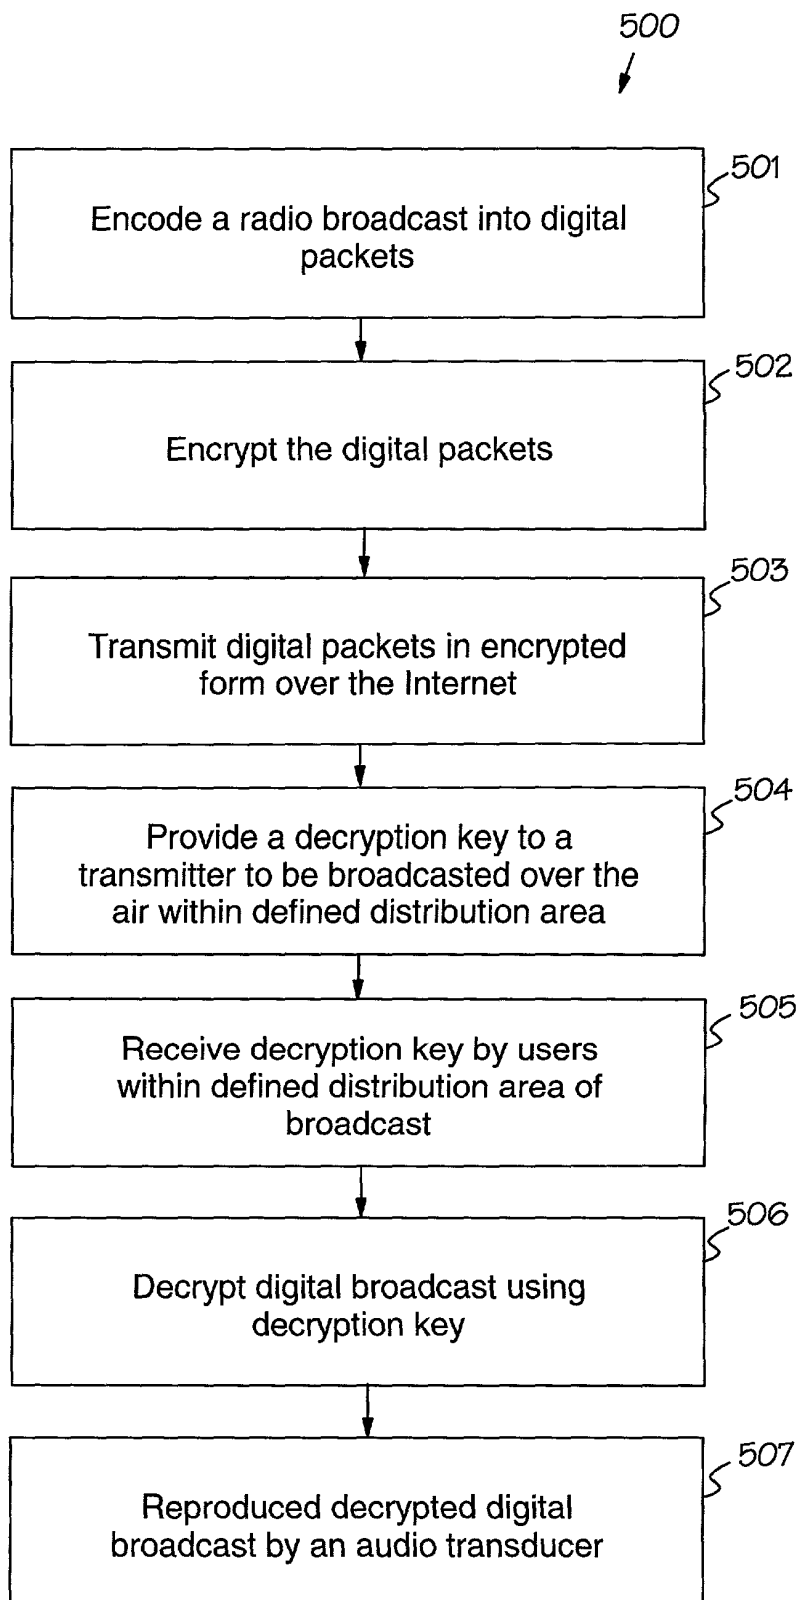 500
501
Encode a radio broadcast into digital
packets
502
Encrypt the digital packets
503
Transmit digital packets in encrypted
form over the Internet
504
Provide a decryption key to a
transmitter to be broadcasted over the
air within defined distribution area
505
Receive decryption key by users
within defined distribution area of
broadcast
506
Decrypt digital broadcast using
decryption key
507
Reproduced decrypted digital
broadcast by an audio transducer